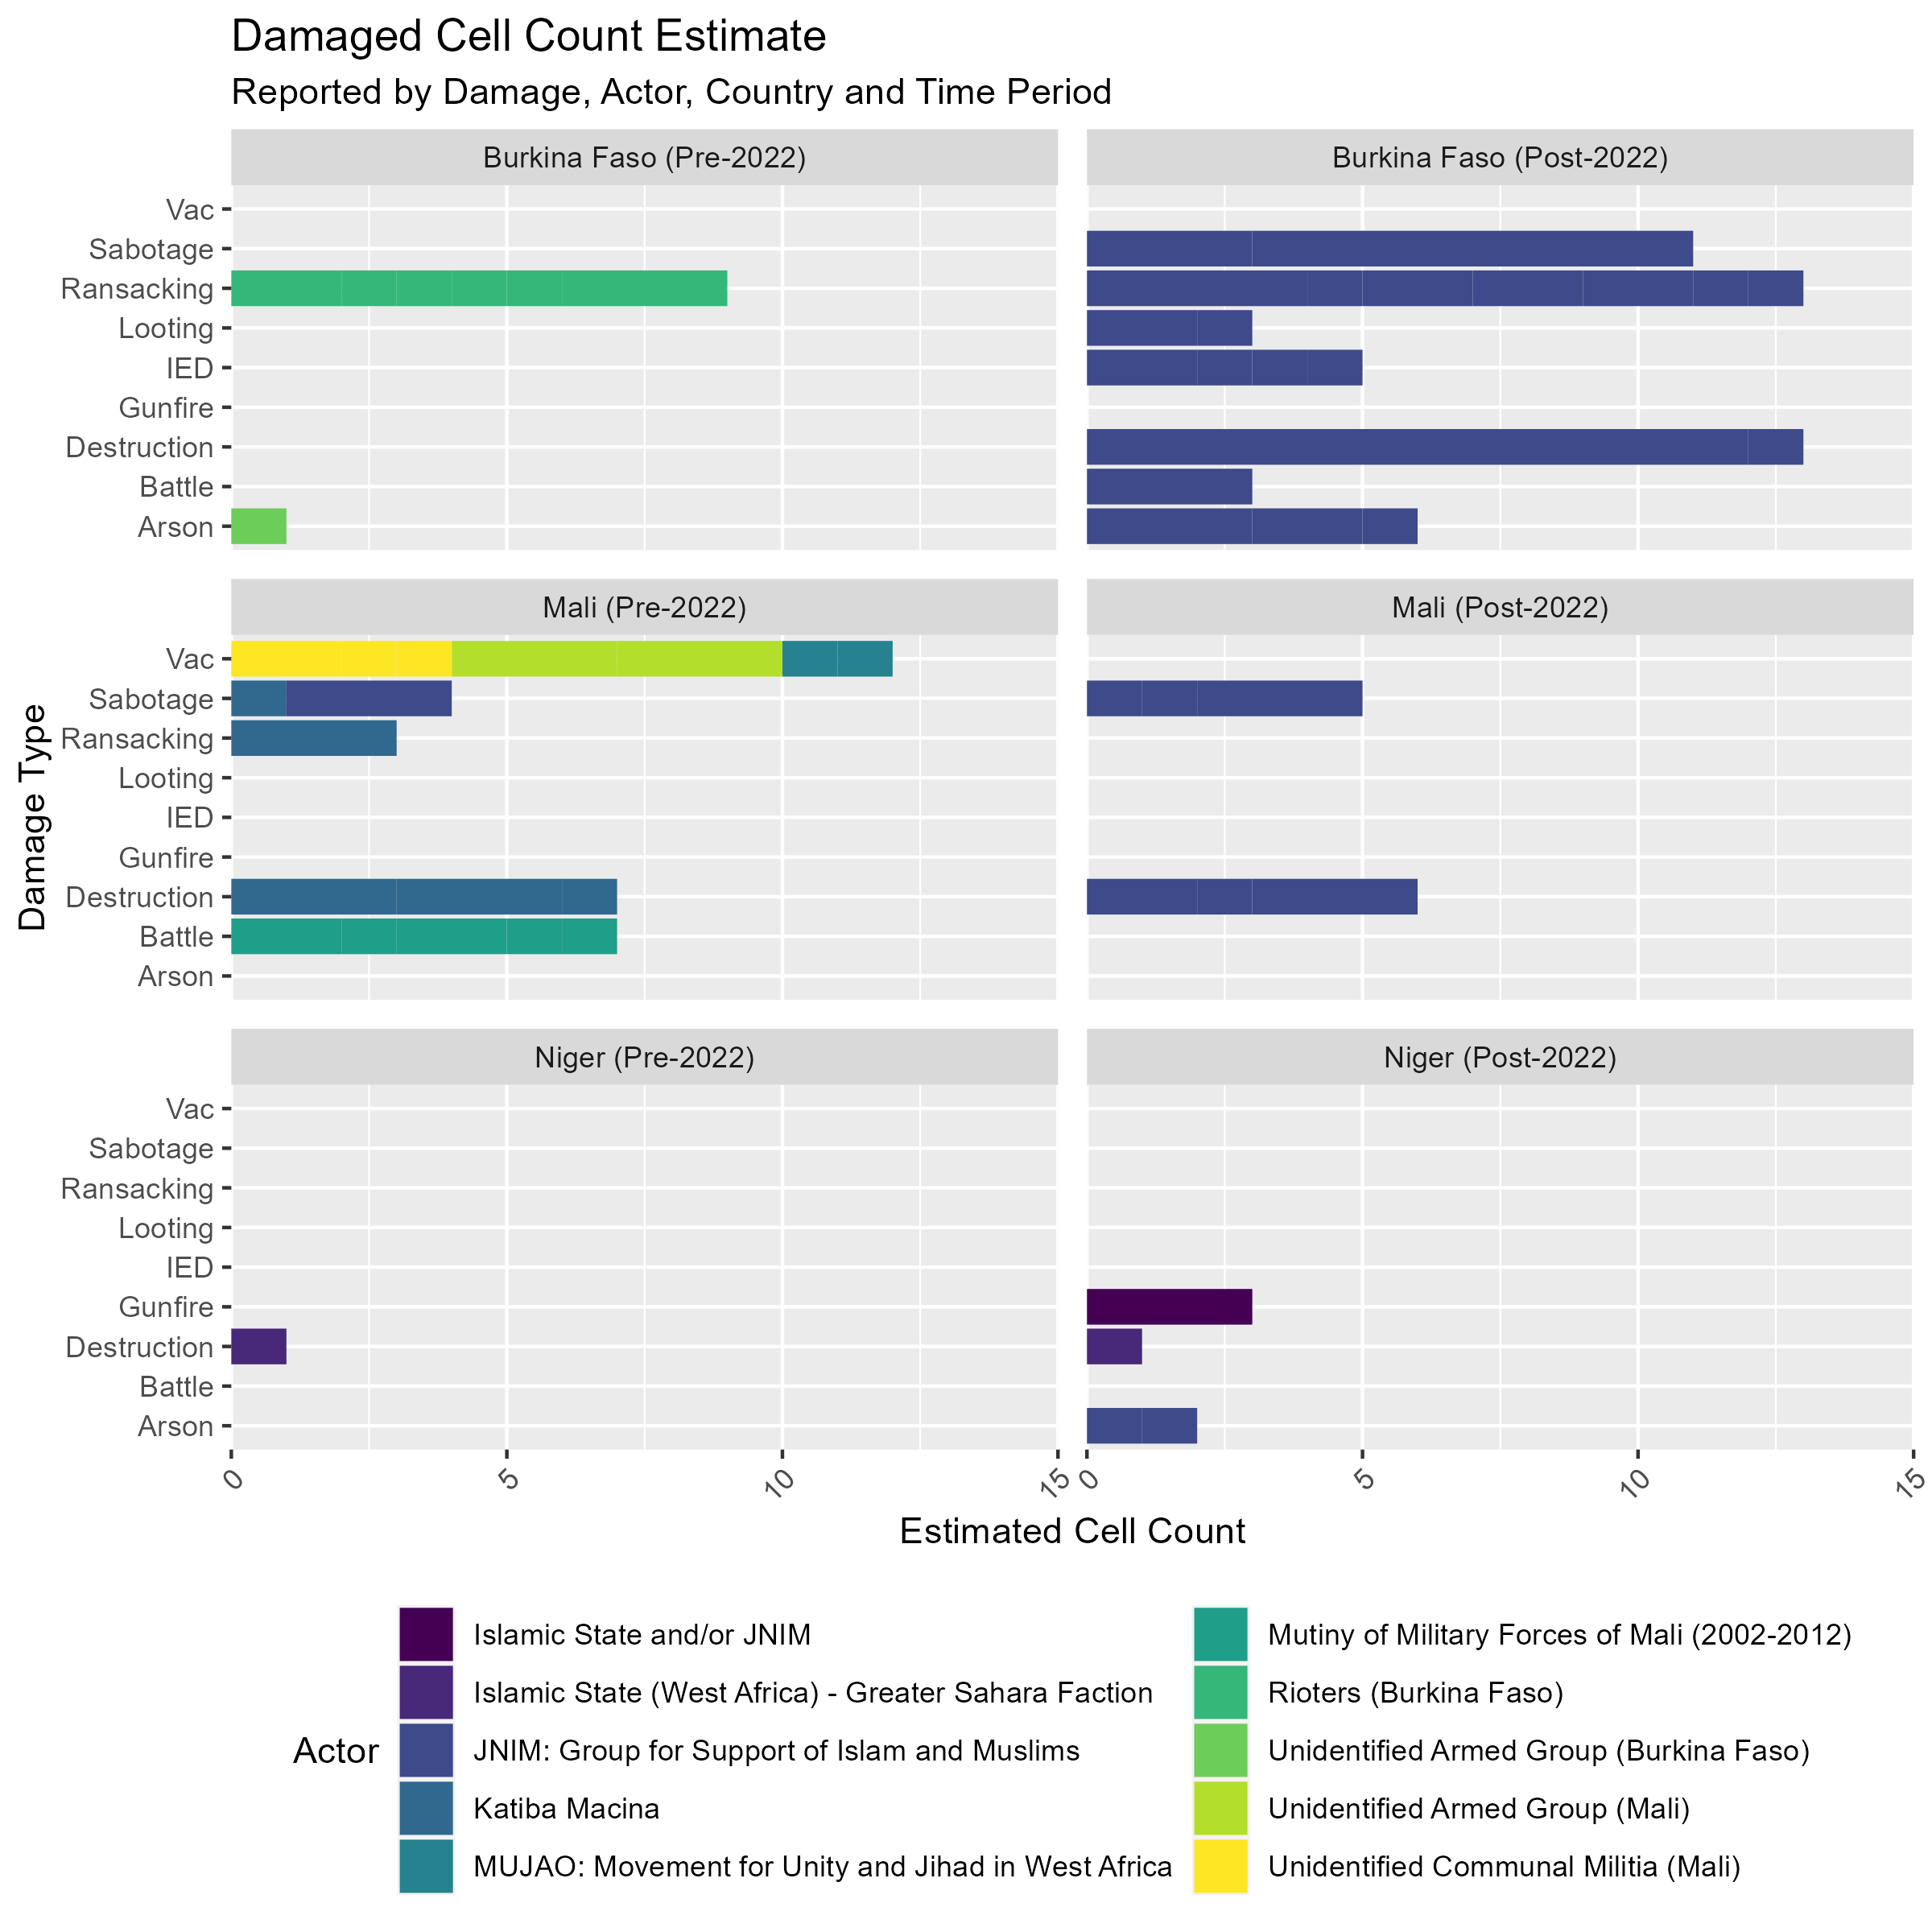 Damaged Cell Count Estimate
Reported by Damage, Actor, Country and Time Period
Burkina Faso (Pre-2022)
Burkina Faso (Post-2022)
Vac
Sabotage
Ransacking
Looting
IED
Gunfire
Destruction
Battle
Arson
Mali (Pre-2022)
Mali (Post-2022)
Damage Type
Vac
Sabotage
Ransacking
Looting
IED
Gunfire
Destruction
Battle
Arson
Niger (Pre-2022)
Niger (Post-2022)
Vac
Sabotage
Ransacking
Looting
IED
Gunfire
Destruction
Battle
Arson
0 5 10 15
0 5 10 15
Estimated Cell Count
Actor
Islamic State and/or JNIM
Islamic State (West Africa) - Greater Sahara Faction
JNIM: Group for Support of Islam and Muslims
Katiba Macina
MUJAO: Movement for Unity and Jihad in West Africa
Mutiny of Military Forces of Mali (2002-2012)
Rioters (Burkina Faso)
Unidentified Armed Group (Burkina Faso)
Unidentified Armed Group (Mali)
Unidentified Communal Militia (Mali)